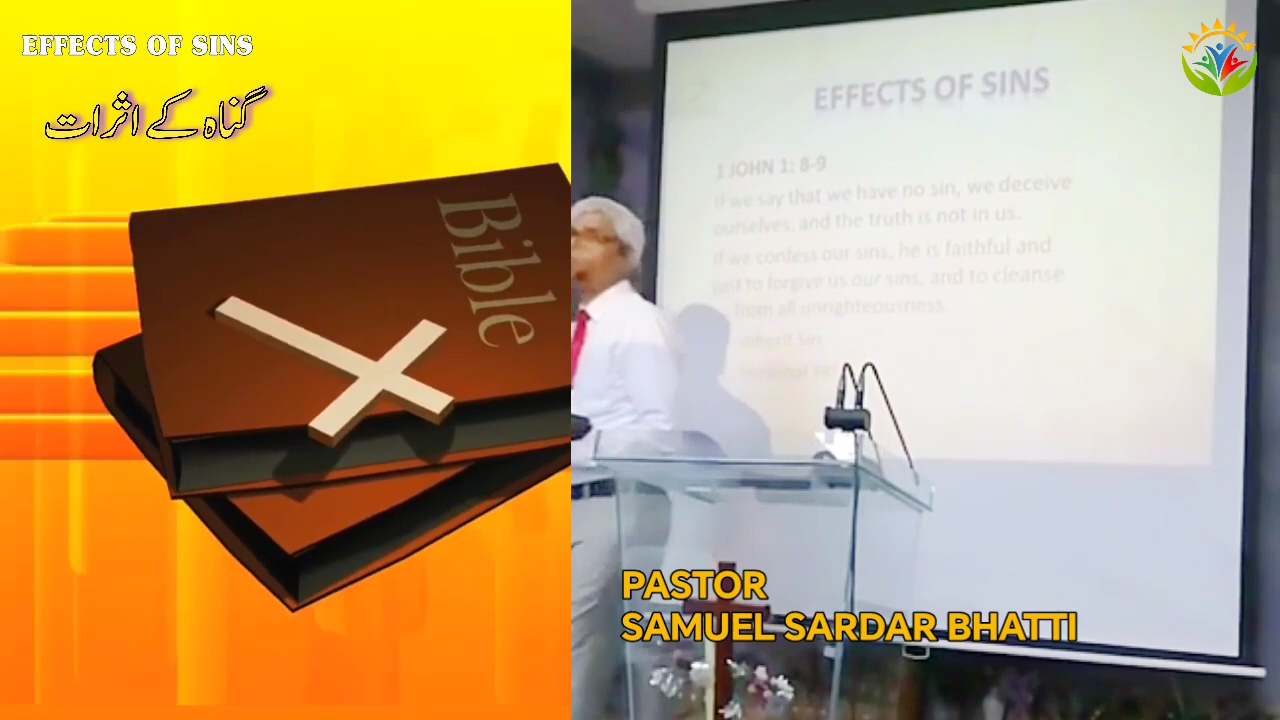 EFFECTS OF SINS
گناہ کے اثرات
Bible
EFFECTS OF SINS
1 JOHN 1: 8-9
If we say that we have no sin, we deceive
ourselves, and the truth is not in us.
If we confess our sins, he is faithful and
just to forgive us our sins, and to cleanse
from all unrighteousness.
Inherit Sin
PASTOR
SAMUEL SARDAR BHATTI